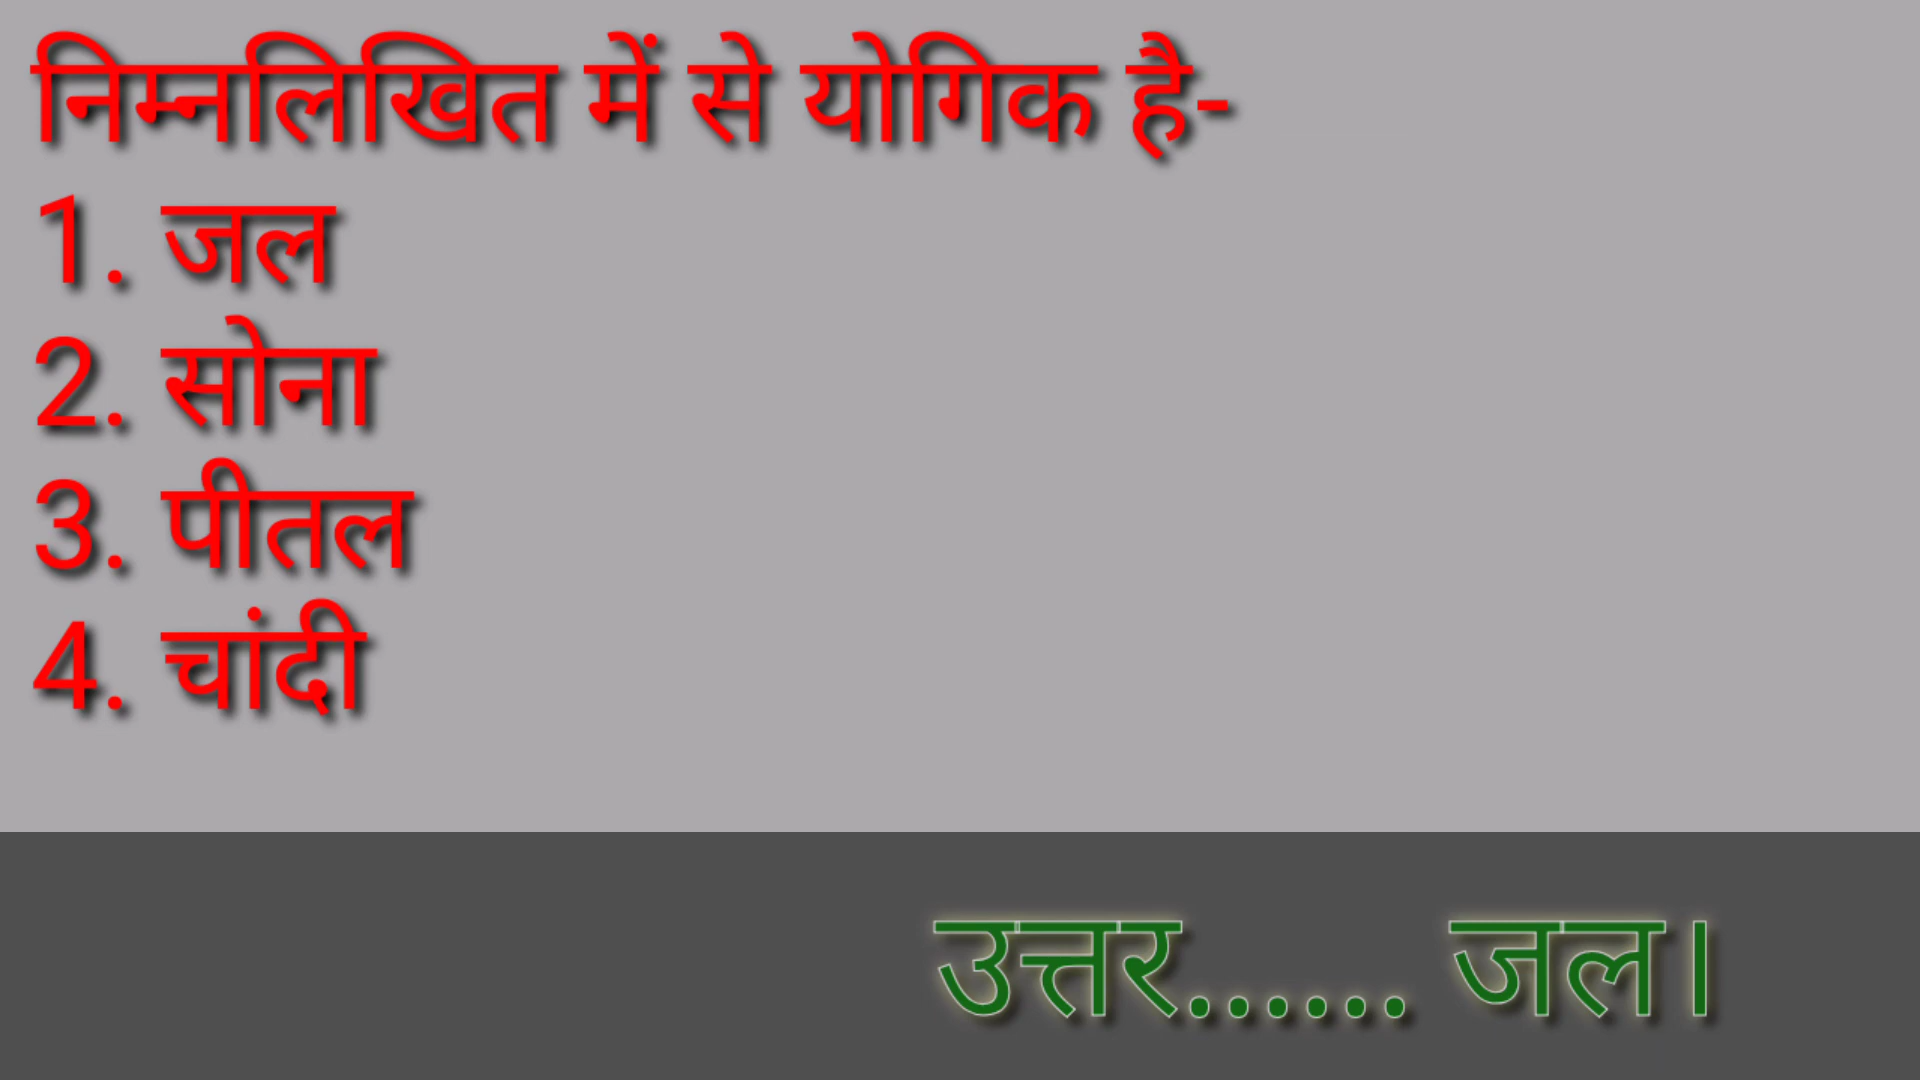 निम्नलिखित में से योगिक है-
1. जल
2. सोना
3. पीतल
4. चांदी
उत्तर...... जल।